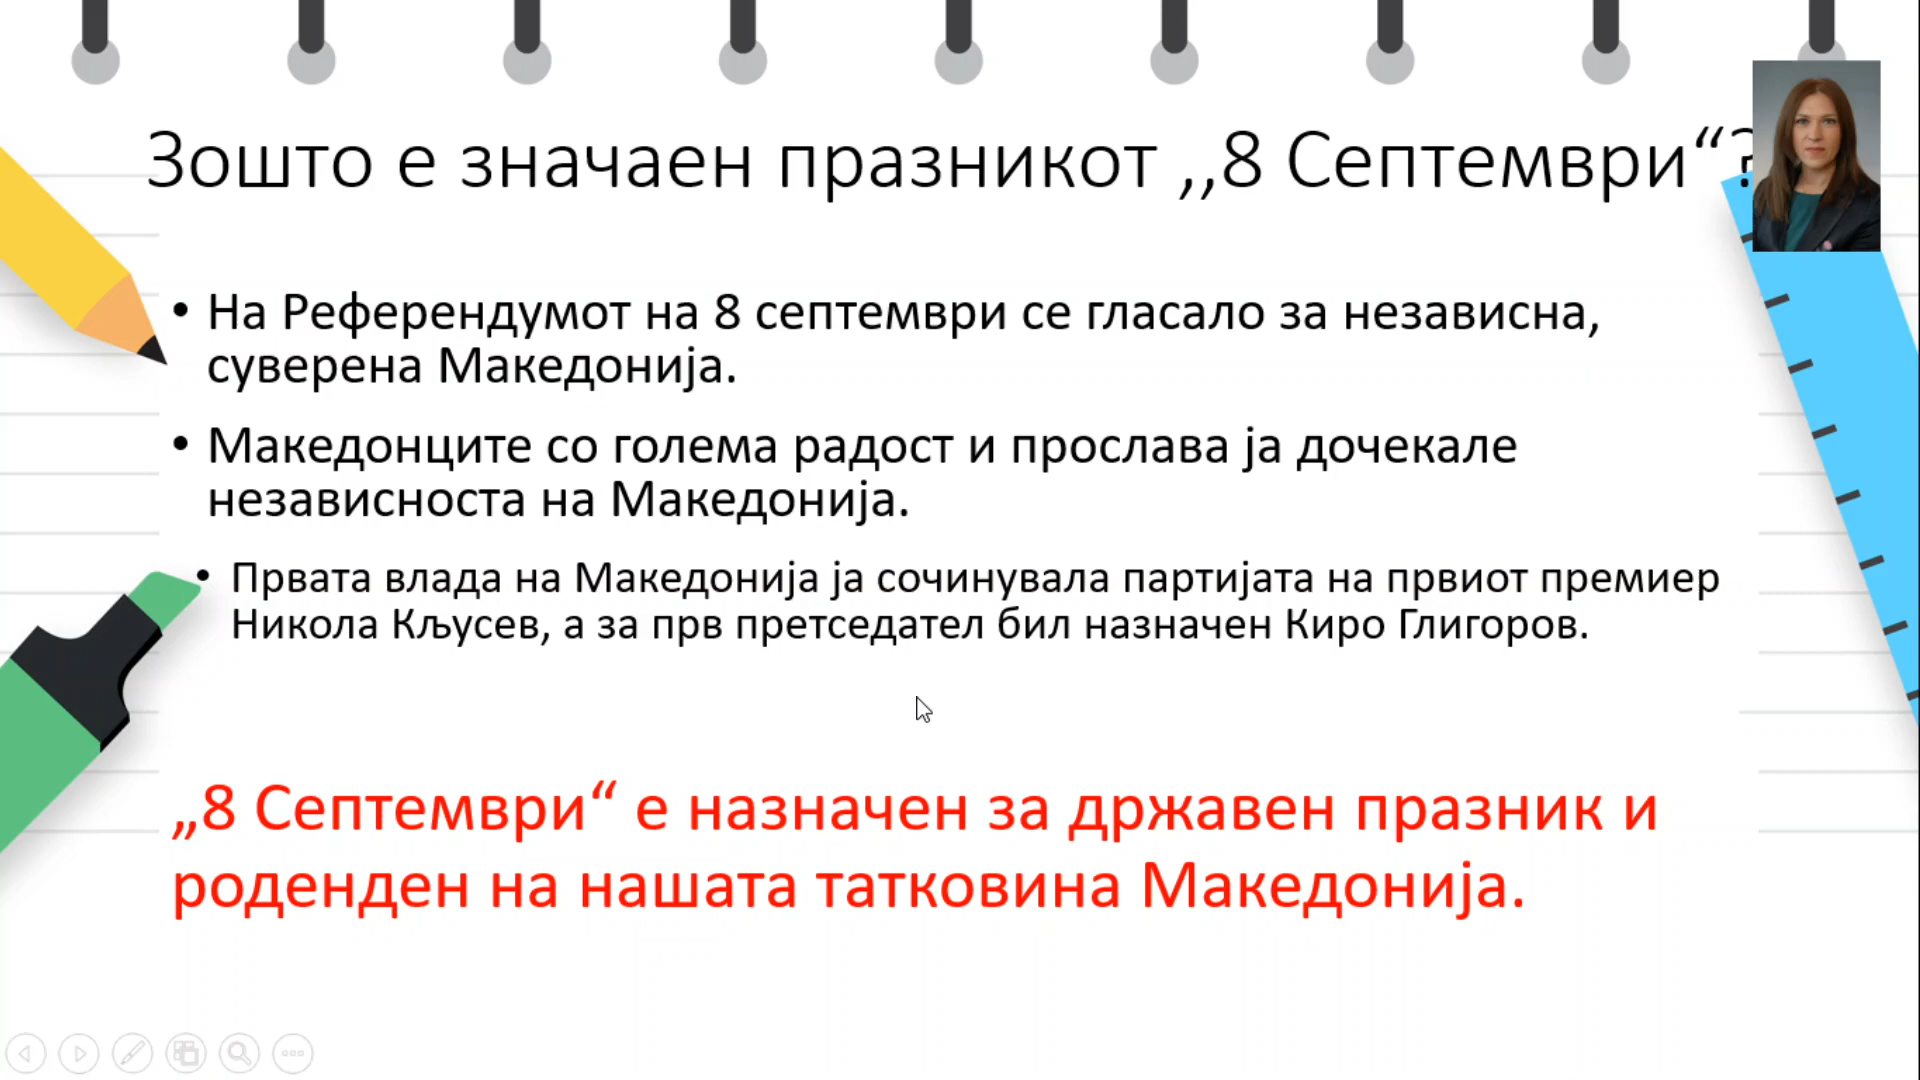 Зошто е значаен празникот ,,8 Септември“?
• На Референдумот на 8 септември се гласало за независна,
суверена Македонија.
• Македонците со голема радост и прослава ја дочекале
независноста на Македонија.
• Првата влада на Македонија ја сочинувала партијата на првиот премиер
Никола Кљусев, а за прв претседател бил назначен Киро Глигоров.
„8 Септември“ е назначен за државен празник и
роденден на нашата татковина Македонија.